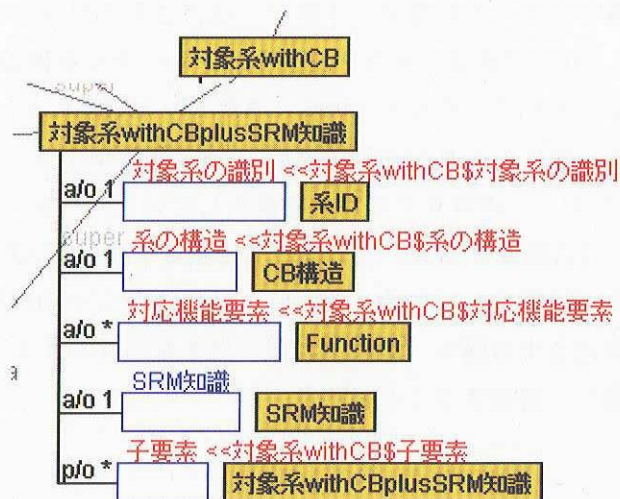 対象系withCB
super
対象系withCBplusSRM知識
対象系の識別 <<対象系withCB$対象系の識別
a/o 1 系ID
super 系の構造 <<対象系withCB$系の構造
a/o 1 CB構造
対応機能要素 <<対象系withCB$対応機能要素
a/o * Function
a
SRM知識
a/o 1 SRM知識
子要素 <<対象系withCB$子要素
p/o * 対象系withCBplusSRM知識